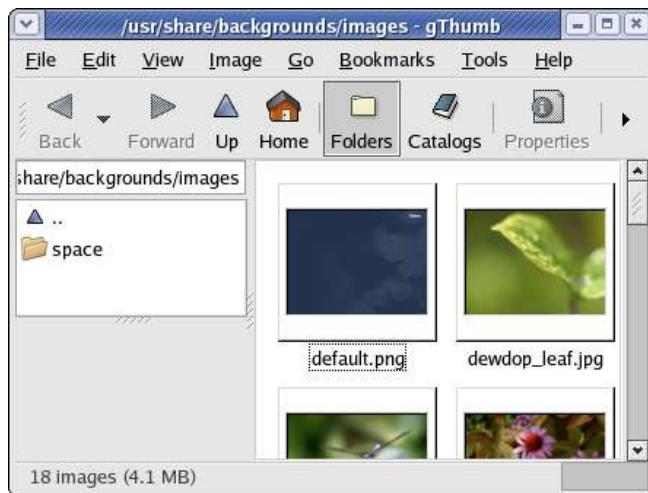 /usr/share/backgrounds/images - gThumb
File Edit View Image Go Bookmarks Tools Help
Back Forward Up Home Folders Catalogs Properties
share/backgrounds/images
..
space
default.png dewdop_leaf.jpg
18 images (4.1 MB)